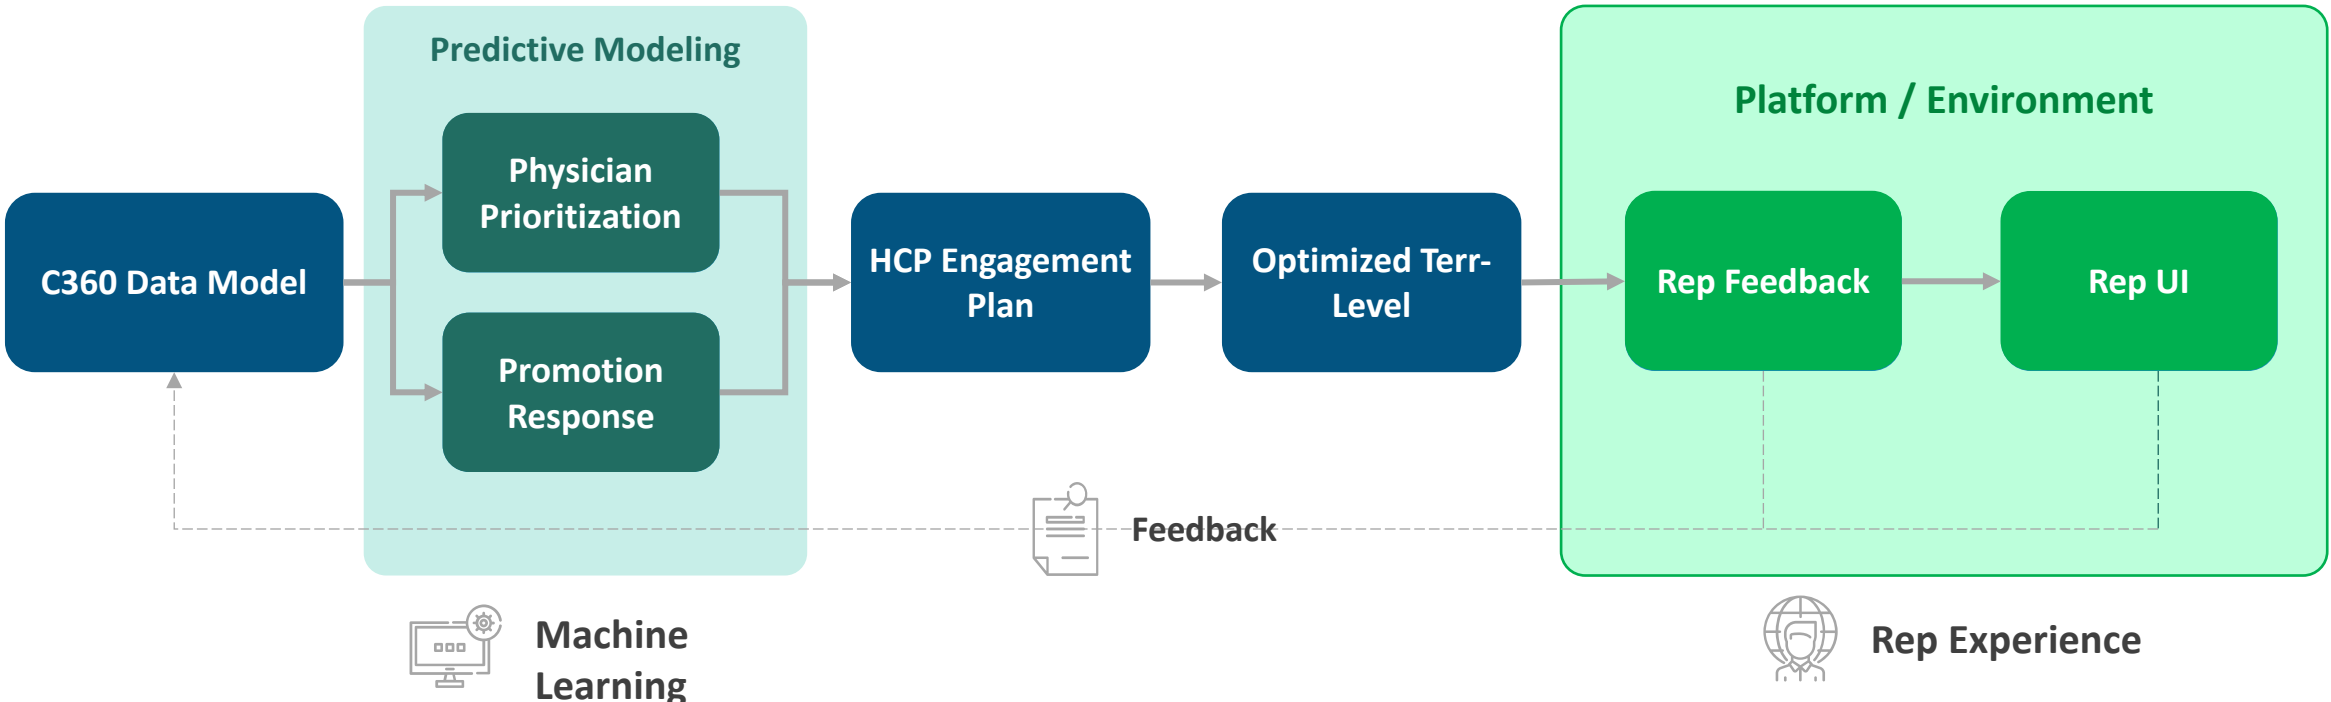 Predictive Modeling
Platform / Environment
C360 Data Model
Physician
Prioritization
Promotion
Response
HCP Engagement
Plan
Optimized Terr-
Level
Rep Feedback
Rep UI
Feedback
Machine
Learning
Rep Experience